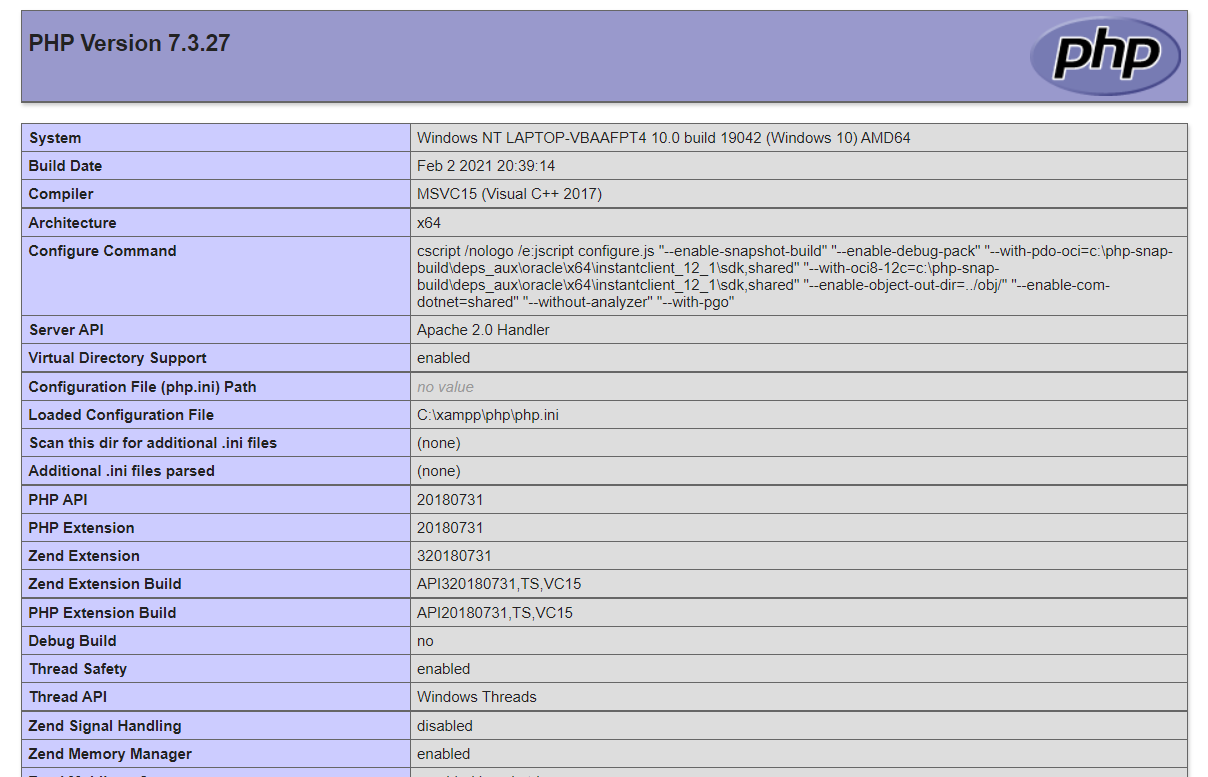 PHP Version 7.3.27
php
System Windows NT LAPTOP-VBAAFPT4 10.0 build 19042 (Windows 10) AMD64
Build Date Feb 2 2021 20:39:14
Compiler MSVC15 (Visual C++ 2017)
Architecture x64
Configure Command cscript /nologo /e:jscript configure.js "--enable-snapshot-build" "--enable-debug-pack" "--with-pdo-oci=c:\php-snap-
build\deps_aux\oracle\x64\instantclient_12_1\sdk,shared" "--with-oci8-12c=c:\php-snap-
build\deps_aux\oracle\x64\instantclient_12_1\sdk,shared" "--enable-object-out-dir=../obj/" "--enable-com-
dotnet=shared" "--without-analyzer" "--with-pgo"
Server API Apache 2.0 Handler
Virtual Directory Support enabled
Configuration File (php.ini) Path no value
Loaded Configuration File C:\xampp\php\php.ini
Scan this dir for additional .ini files (none)
Additional .ini files parsed (none)
PHP API 20180731
PHP Extension 20180731
Zend Extension 320180731
Zend Extension Build API320180731,TS,VC15
PHP Extension Build API20180731,TS,VC15
Debug Build no
Thread Safety enabled
Thread API Windows Threads
Zend Signal Handling disabled
Zend Memory Manager enabled